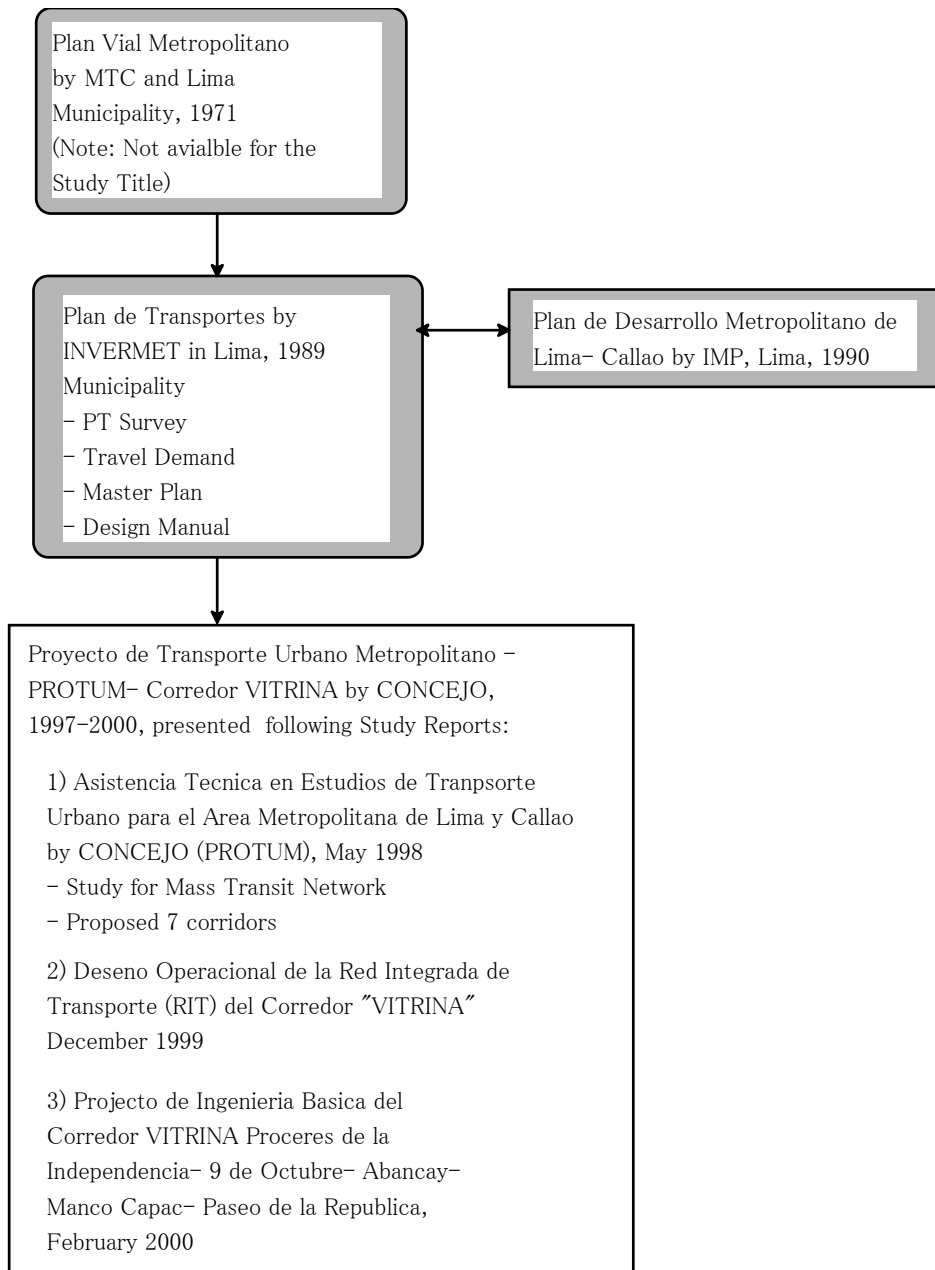 Plan Vial Metropolitano
by MTC and Lima
Municipality, 1971
(Note: Not avialble for the
Study Title)
Plan de Transportes by
INVERMET in Lima, 1989
Municipality
- PT Survey
- Travel Demand
- Master Plan
- Design Manual
Plan de Desarrollo Metropolitano de
Lima- Callao by IMP, Lima, 1990
Proyecto de Transporte Urbano Metropolitano -
PROTUM- Corredor VITRINA by CONCEJO,
1997-2000, presented following Study Reports:
1) Asistencia Tecnica en Estudios de Tranpsorte
Urbano para el Area Metropolitana de Lima y Callao
by CONCEJO (PROTUM), May 1998
- Study for Mass Transit Network
- Proposed 7 corridors
2) Deseno Operacional de la Red Integrada de
Transporte (RIT) del Corredor "VITRINA"
December 1999
3) Projecto de Ingenieria Basica del
Corredor VITRINA Proceres de la
Independencia- 9 de Octubre- Abancay-
Manco Capac- Paseo de la Republica,
February 2000